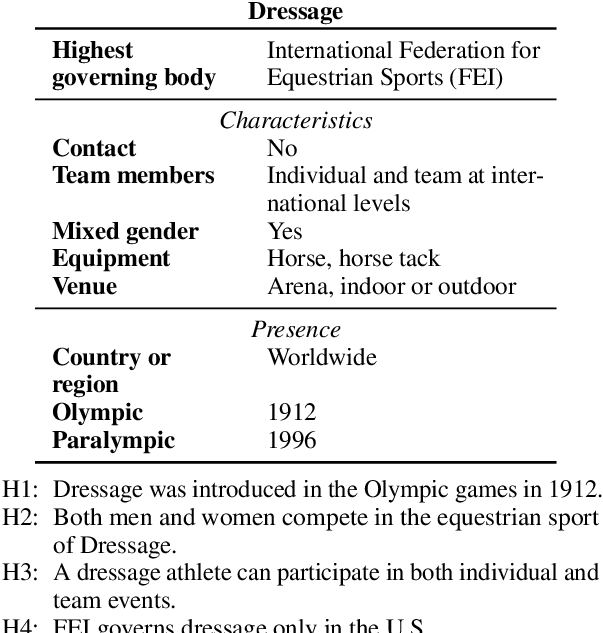 Dressage
Highest governing body International Federation for Equestrian Sports (FEI)
Characteristics
Contact No
Team members Individual and team at inter-
national levels
Mixed gender Yes
Equipment Horse, horse tack
Venue Arena, indoor or outdoor
Presence
Country or region Worldwide
Olympic 1912
Paralympic 1996
H1: Dressage was introduced in the Olympic games in 1912.
H2: Both men and women compete in the equestrian sport
of Dressage.
H3: A dressage athlete can participate in both individual and
team events.
H4: FEI governs dressage only in the U.S.